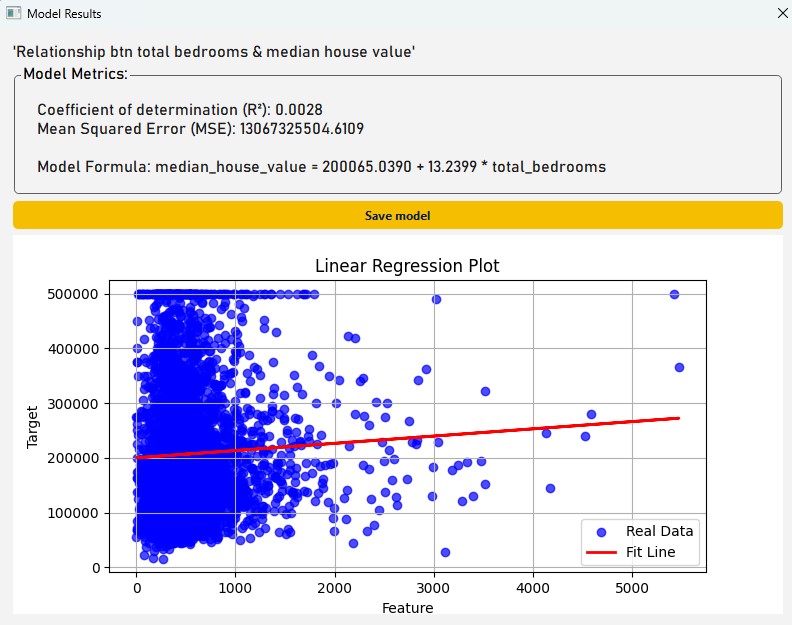 Model Results
'Relationship btn total bedrooms & median house value'
Model Metrics:
Coefficient of determination (R²): 0.0028
Mean Squared Error (MSE): 13067325504.6109
Model Formula: median_house_value = 200065.0390 + 13.2399 * total_bedrooms
Save model
Linear Regression Plot
500000
400000
300000
200000
100000
0
Target
Real Data
Fit Line
0 1000 2000 3000 4000 5000
Feature